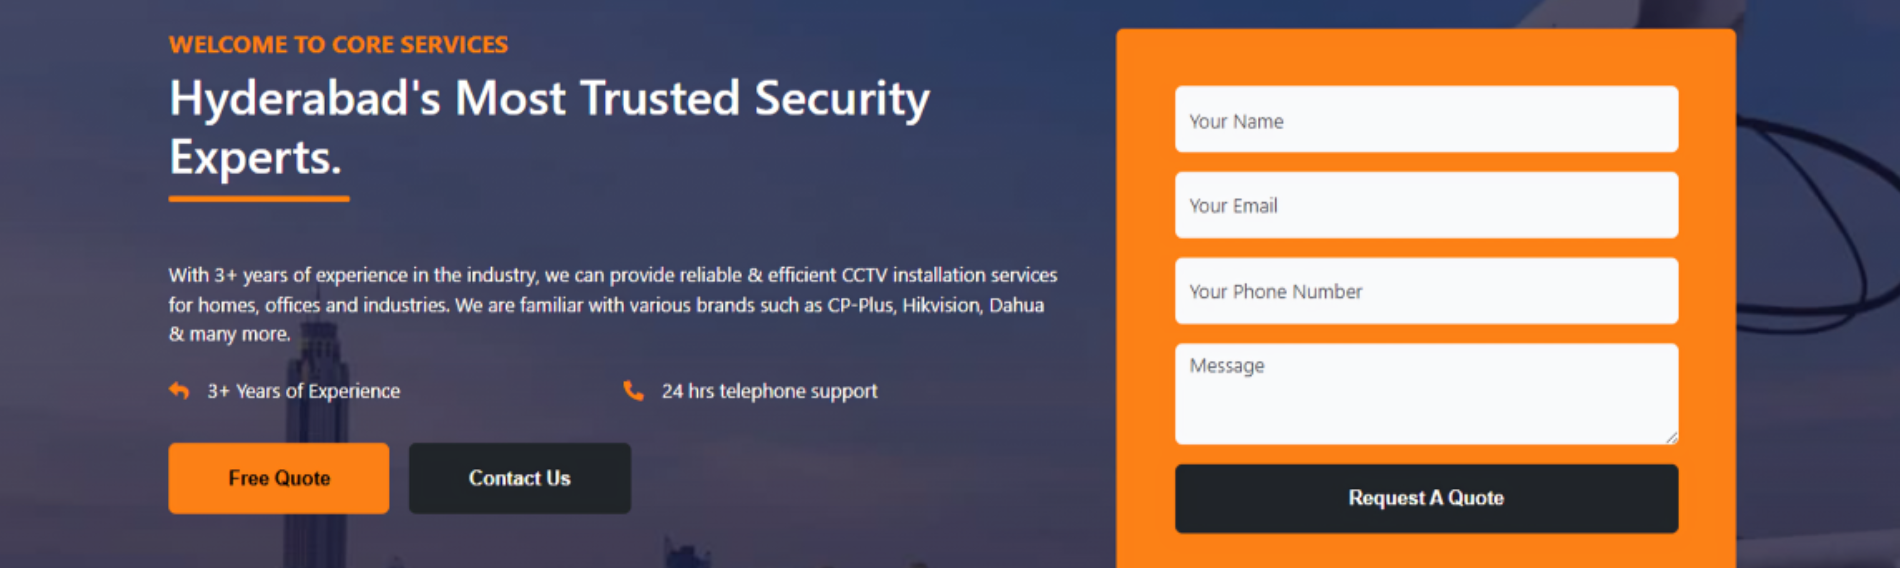 WELCOME TO CORE SERVICES
Hyderabad's Most Trusted Security
Experts.
With 3+ years of experience in the industry, we can provide reliable & efficient CCTV installation services
for homes, offices and industries. We are familiar with various brands such as CP-Plus, Hikvision, Dahua
& many more.
3+ Years of Experience
24 hrs telephone support
Free Quote
Contact Us
Your Name
Your Email
Your Phone Number
Message
Request A Quote